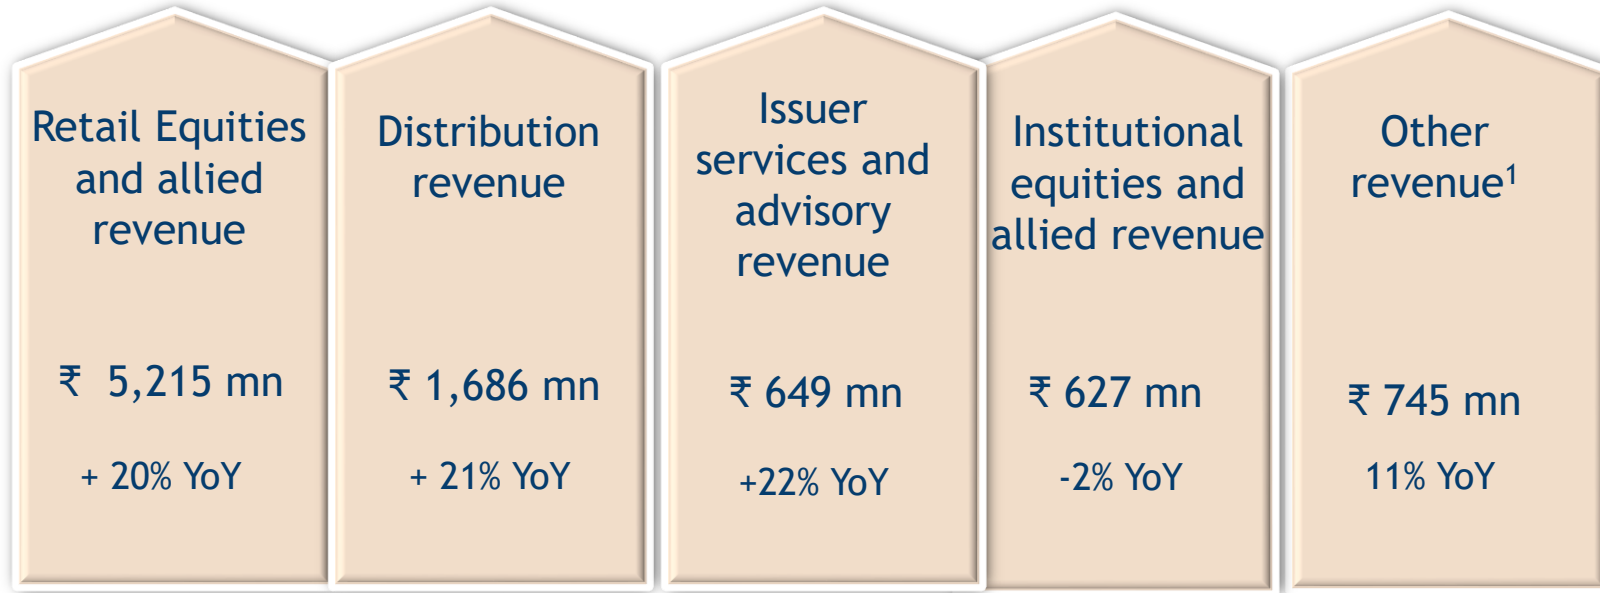 Retail Equities
and allied
revenue
₹ 5,215 mn
+ 20% YoY
Distribution
revenue
₹ 1,686 mn
+ 21% YoY
Issuer
services and
advisory
revenue
₹ 649 mn
+22% YoY
Institutional
equities and
allied revenue
₹ 627 mn
-2% YoY
Other
revenue¹
₹ 745 mn
11% YoY